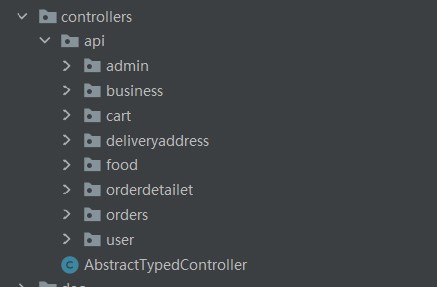 controllers
api
admin
business
cart
deliveryaddress
food
orderdetailet
orders
user
C AbstractTypedController